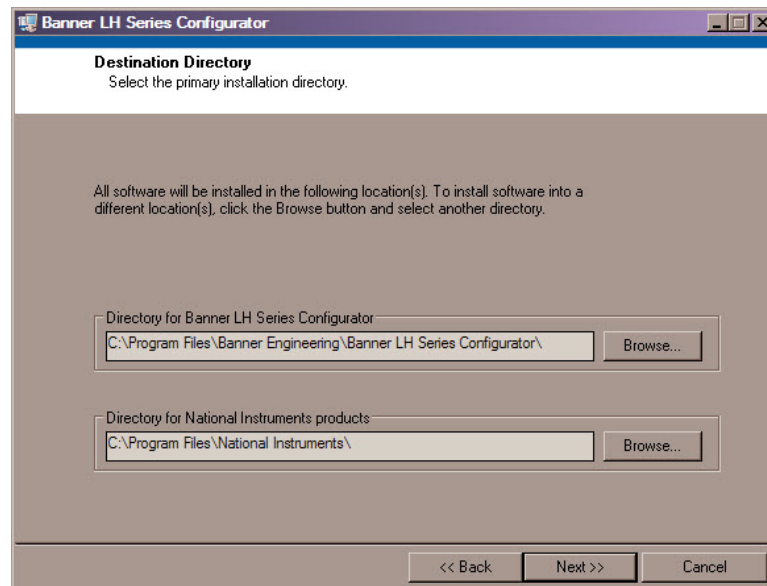 Banner LH Series Configurator
Destination Directory
Select the primary installation directory.
All software will be installed in the following location(s). To install software into a
different location(s), click the Browse button and select another directory.
Directory for Banner LH Series Configurator
C:\Program Files\Banner Engineering\Banner LH Series Configurator\
Browse...
Directory for National Instruments products
C:\Program Files\National Instruments\
Browse...
<< Back
Next >>
Cancel